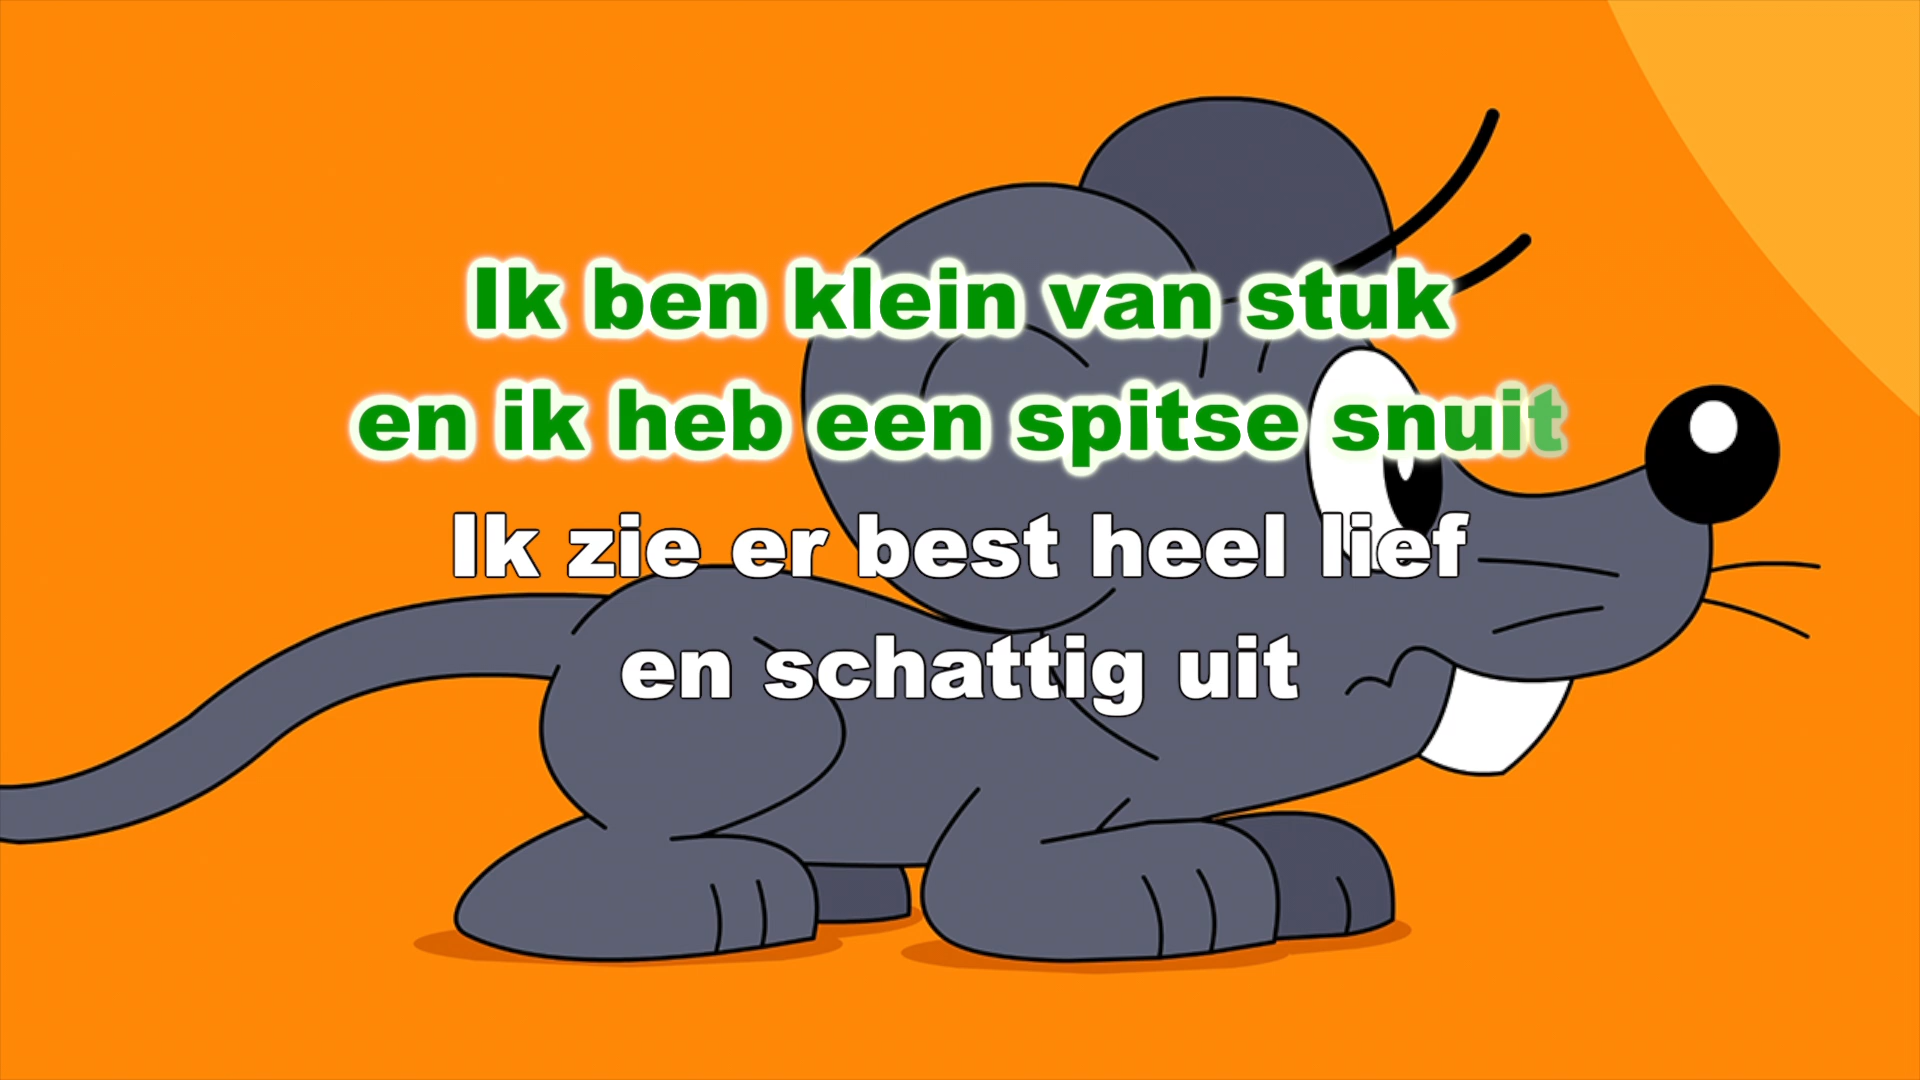 Ik ben klein van stuk
en ik heb een spitse snuit
Ik zie er best heel lief
en schattig uit